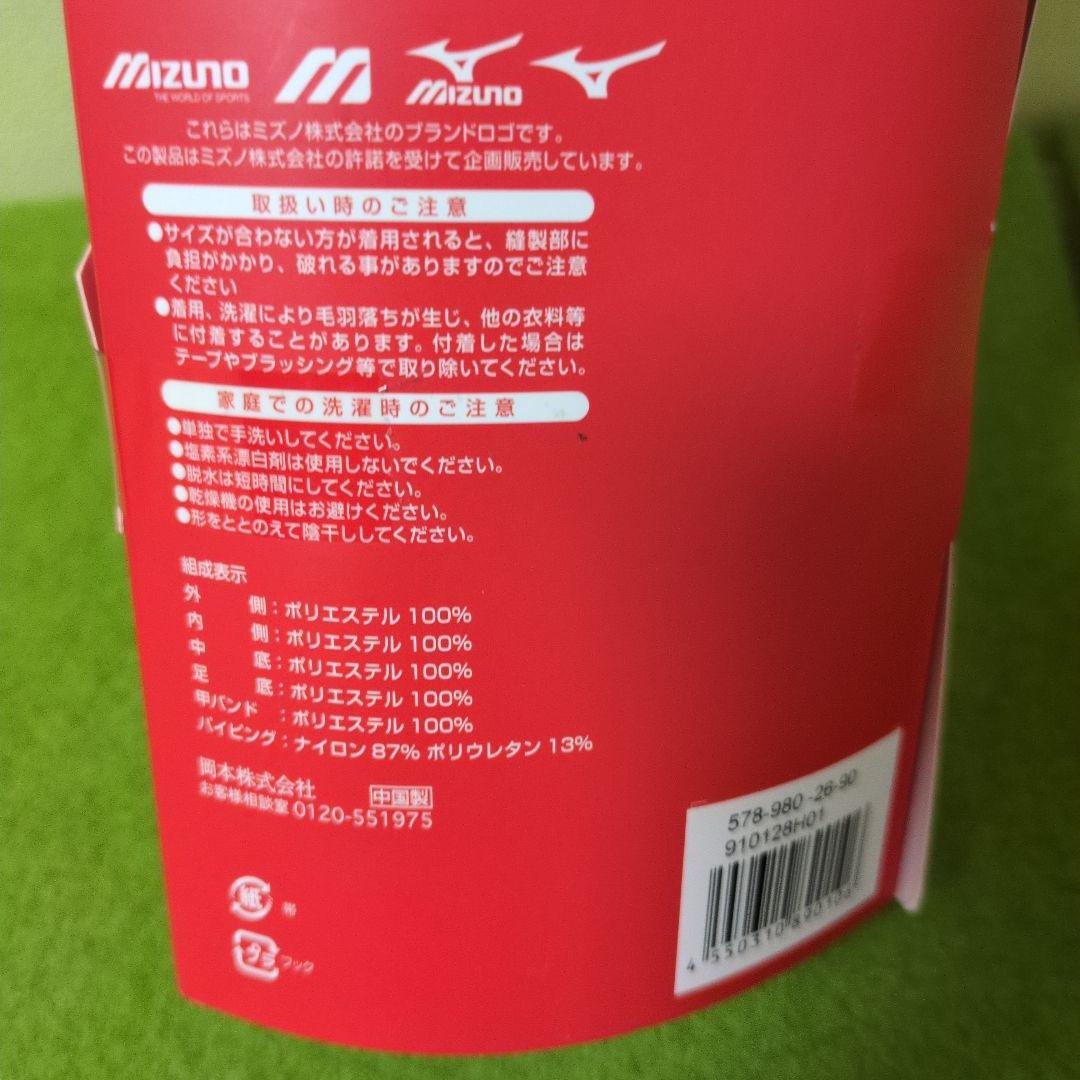 MIZUNO
THE WORLD OF SPORTS
MIZUNO
これらはミズノ株式会社のブランドロゴです。
この製品はミズノ株式会社の許諾を受けて企画販売しています。
取扱い時のご注意
●サイズが合わない方が着用されると、縫製部に
負担がかかり、破れる事がありますのでご注意
ください
●着用、洗濯により毛羽落ちが生じ、他の衣料等
に付着することがあります。付着した場合は
テープやブラッシング等で取り除いてください。
家庭での洗濯時のご注意
●単独で手洗いしてください。
●塩素系漂白剤は使用しないでください。
●脱水は短時間にしてください。
●乾燥機の使用はお避けください。
●形をととのえて陰干ししてください。
組成表示
外側：ポリエステル 100%
内側：ポリエステル 100%
中底：ポリエステル 100%
足底：ポリエステル 100%
甲バンド：ポリエステル 100%
パイピング：ナイロン 87% ポリウレタン 13%
岡本株式会社 中国製
お客様相談室 0120-551975
紙 帯
プラ フック
578-980-26-90
910128H01
4 550310 890106